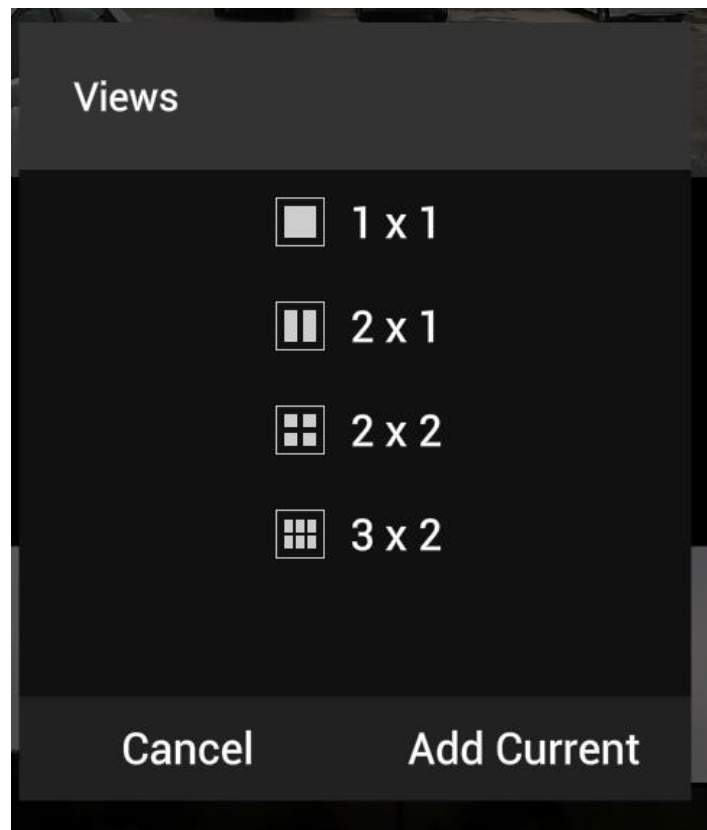 Views
1 x 1
2 x 1
2 x 2
3 x 2
Cancel Add Current